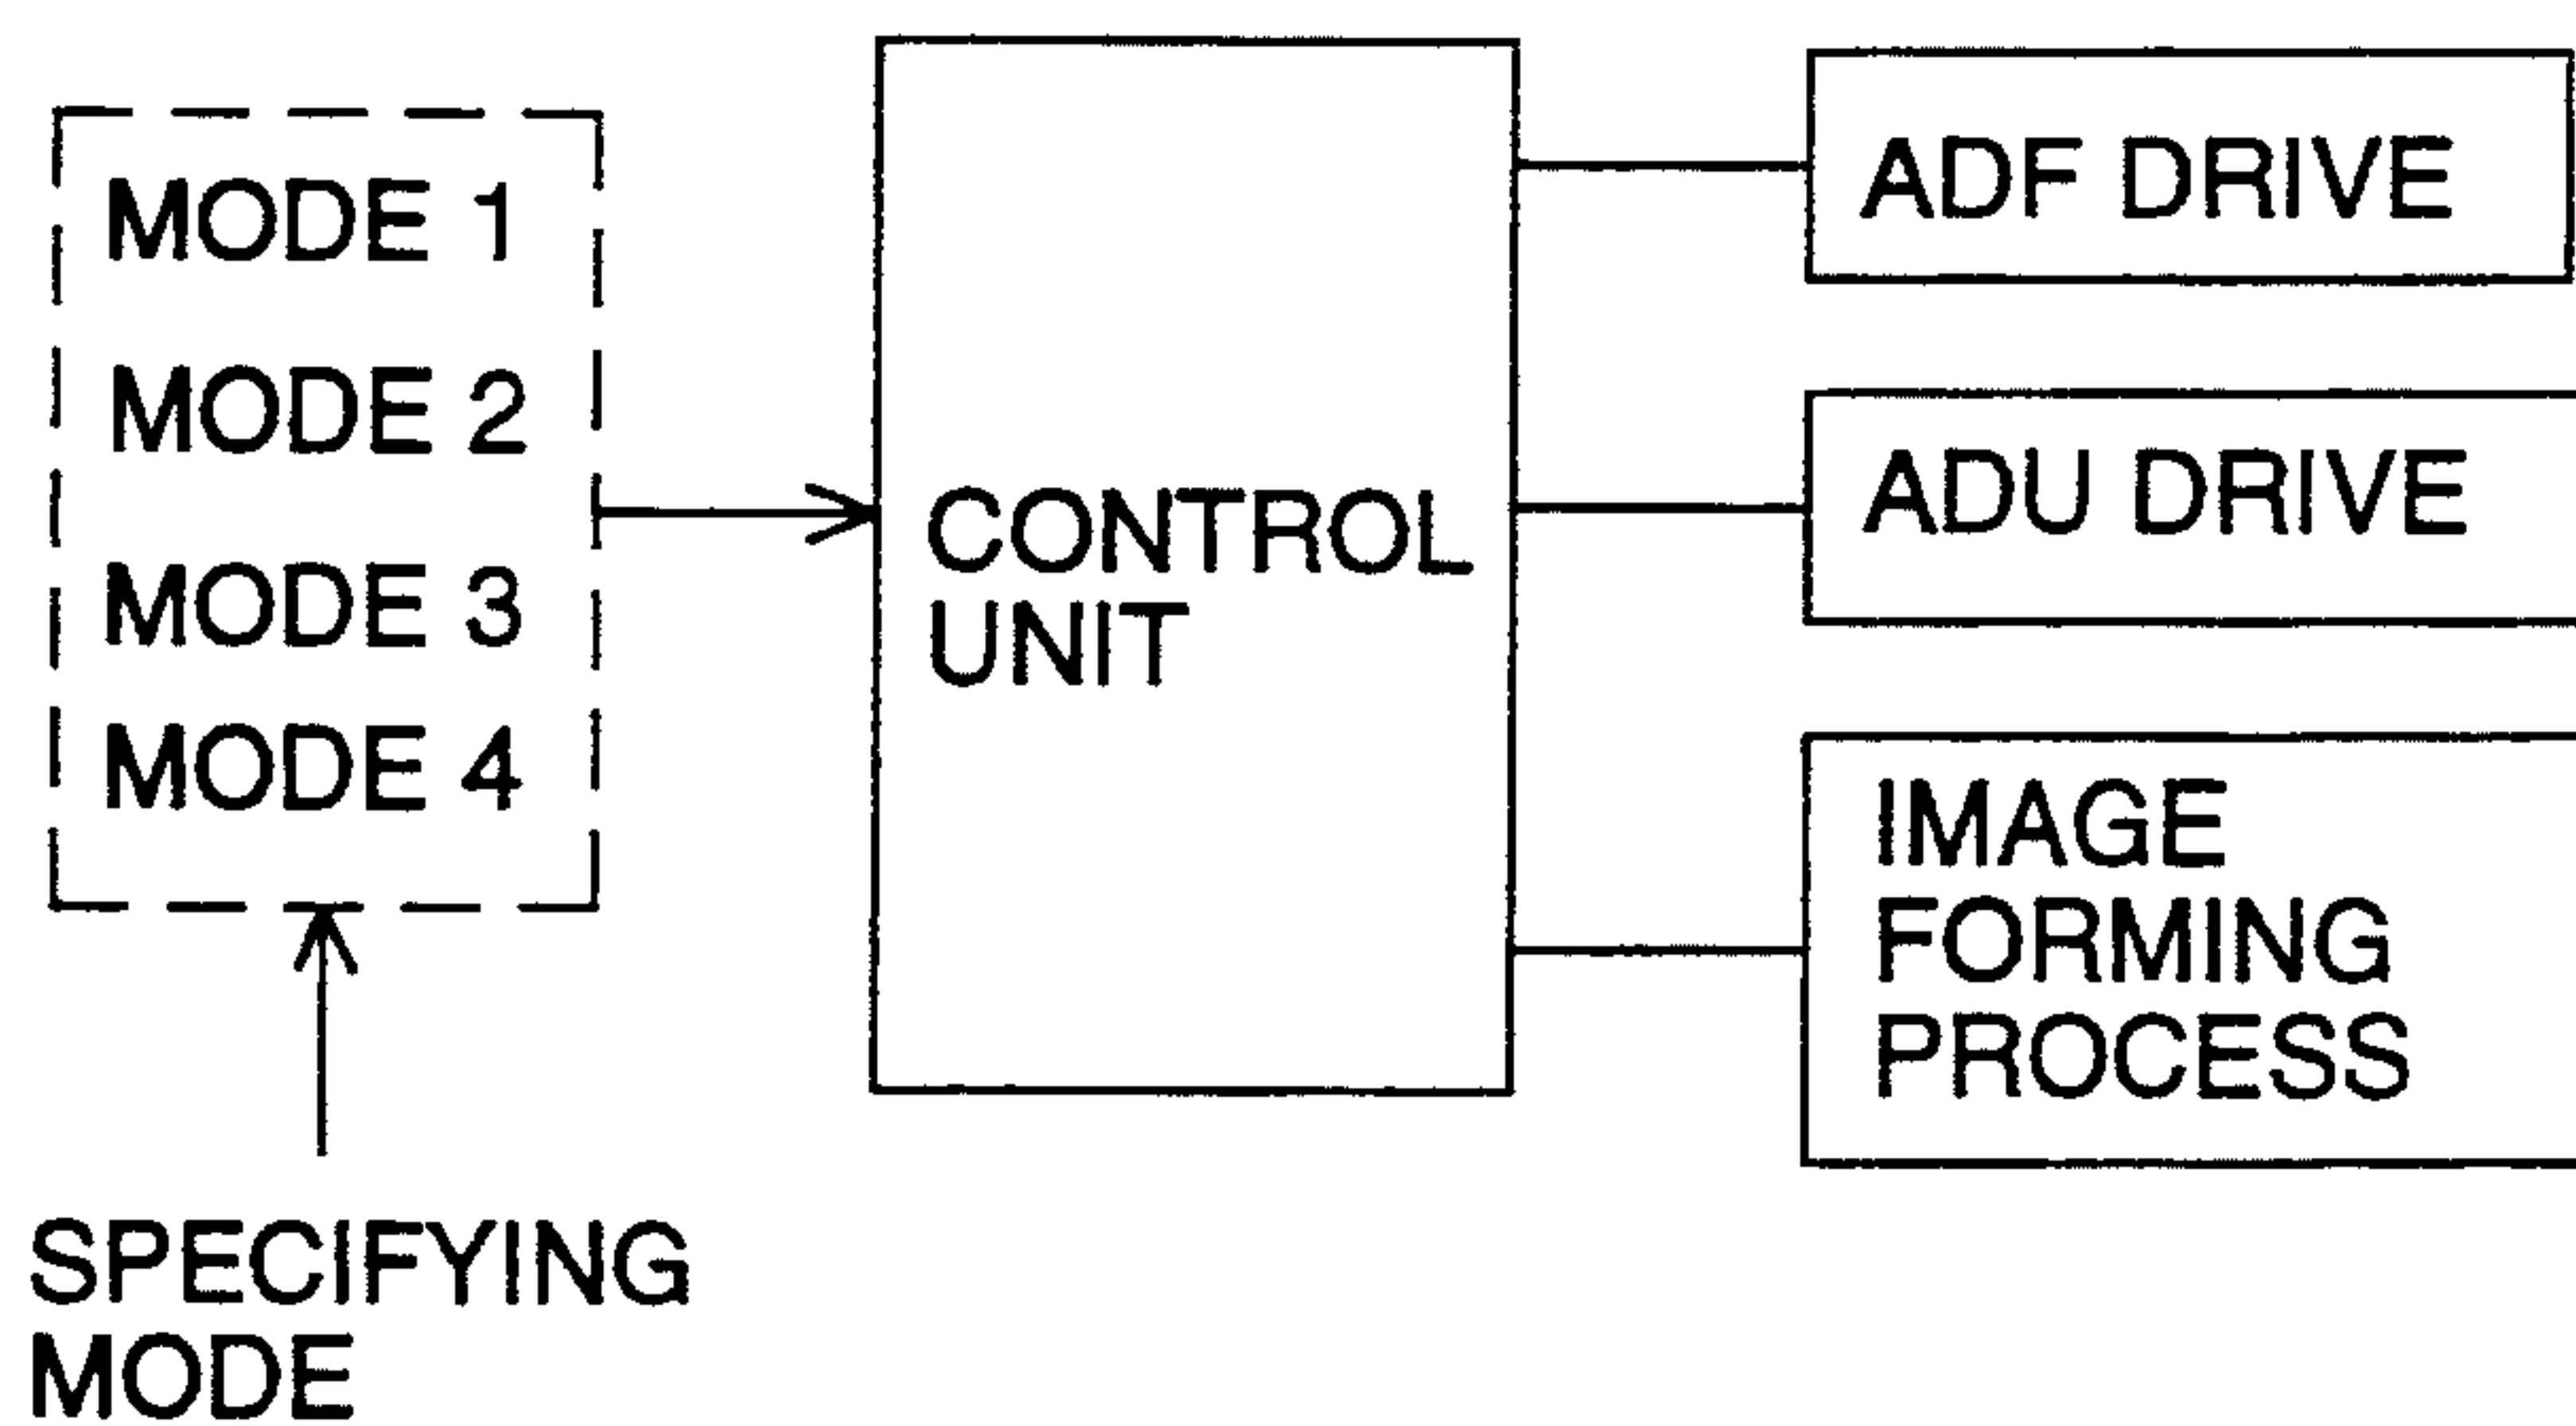 MODE 1
MODE 2
MODE 3
MODE 4
SPECIFYING
MODE
CONTROL
UNIT
ADF DRIVE
ADU DRIVE
IMAGE
FORMING
PROCESS